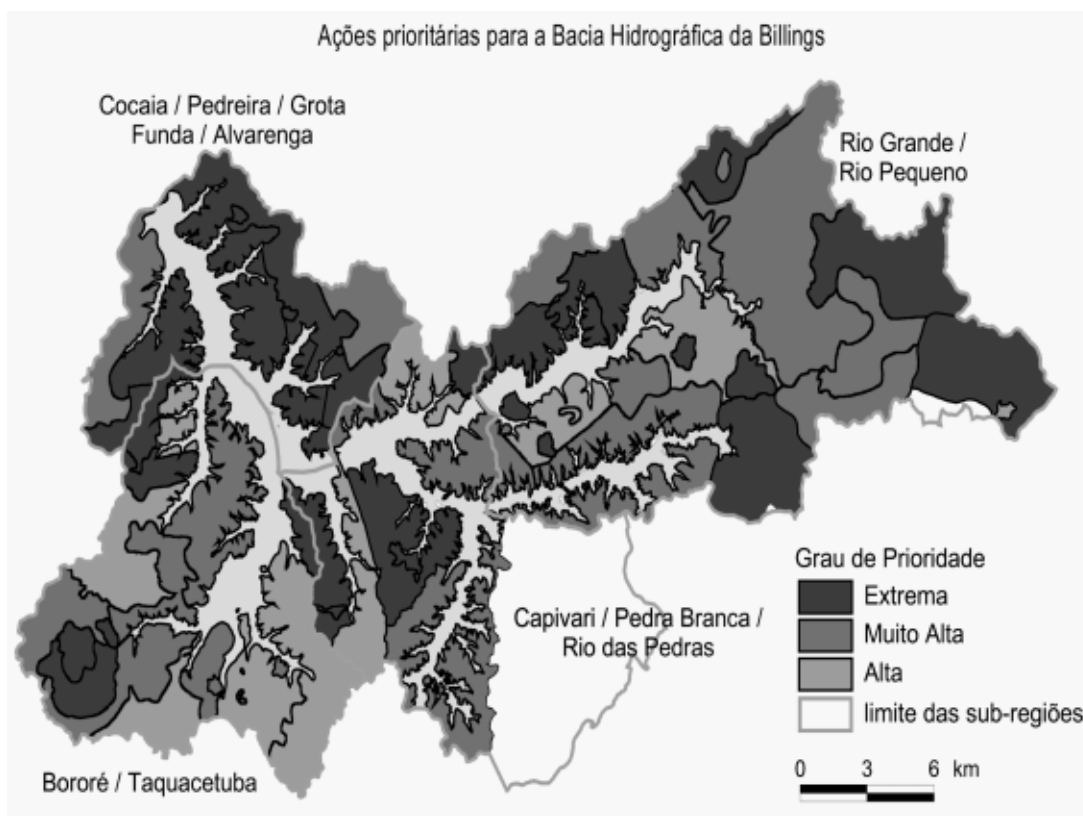 Ações prioritárias para a Bacia Hidrográfica da Billings
Cocaia / Pedreira / Grota
Funda / Alvarenga
Rio Grande /
Rio Pequeno
Capivari / Pedra Branca /
Rio das Pedras
Bororé / Taquacetuba
Grau de Prioridade
Extrema
Muito Alta
Alta
limite das sub-regiões
0 3 6 km